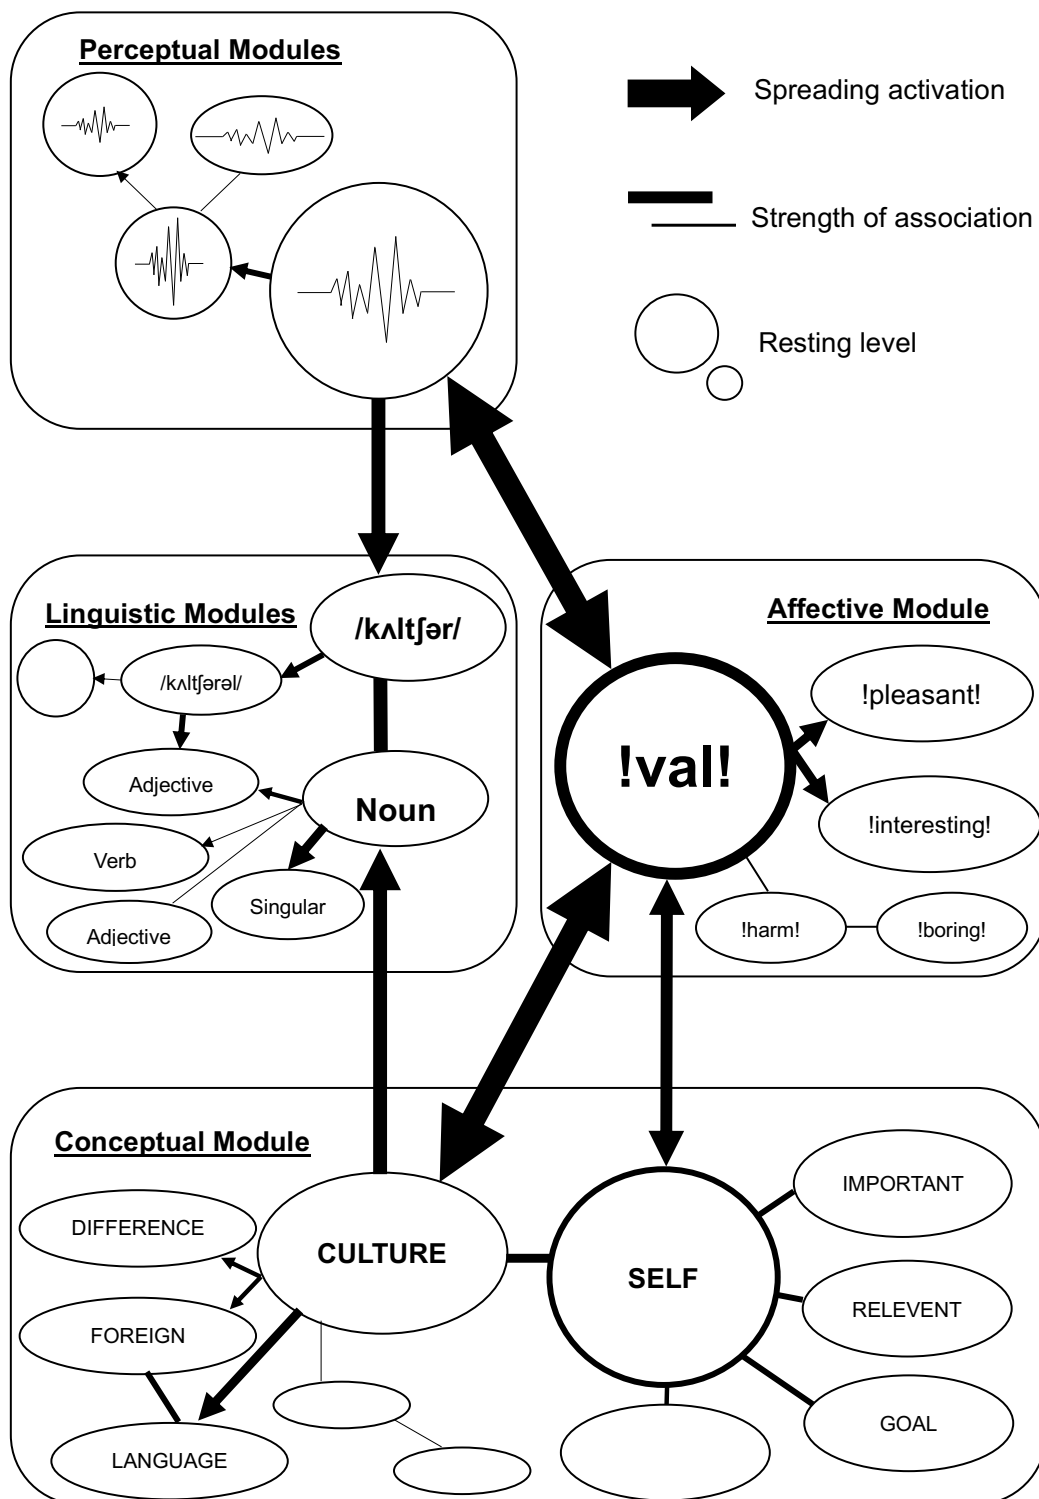 Perceptual Modules
Spreading activation
Strength of association
Resting level
Linguistic Modules
/kʌltʃər/
/kʌltʃərəl/
Adjective
Noun
Verb
Singular
Adjective
Affective Module
!pleasant!
!val!
!interesting!
!harm!
!boring!
Conceptual Module
DIFFERENCE
CULTURE
FOREIGN
LANGUAGE
SELF
IMPORTANT
RELEVENT
GOAL